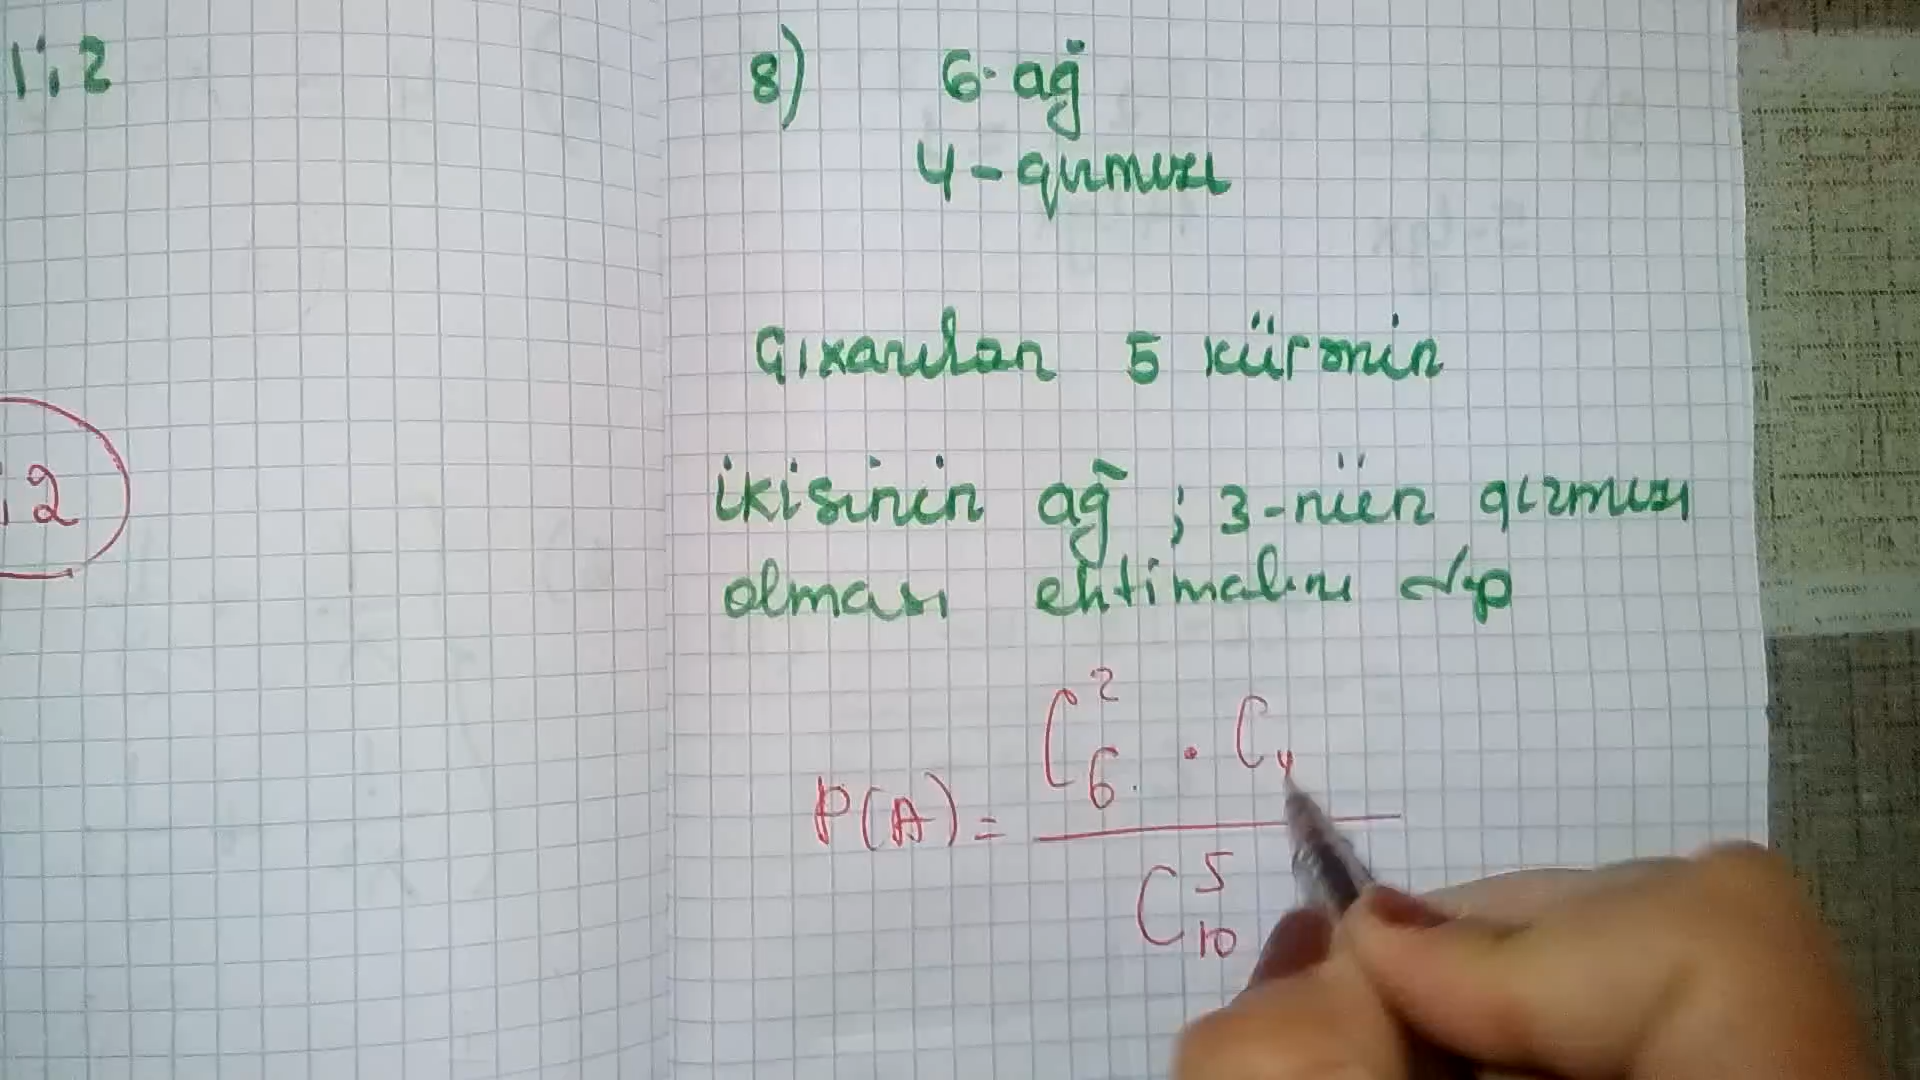 1;2
;2
8) 6-ağ
4-qırmızı
Çıxarılan 5 kürənin
ikisinin ağ ; 3-nün qırmızı
olması ehtimalını tap
P(A) = C₆² · C₄ / C₁₀⁵